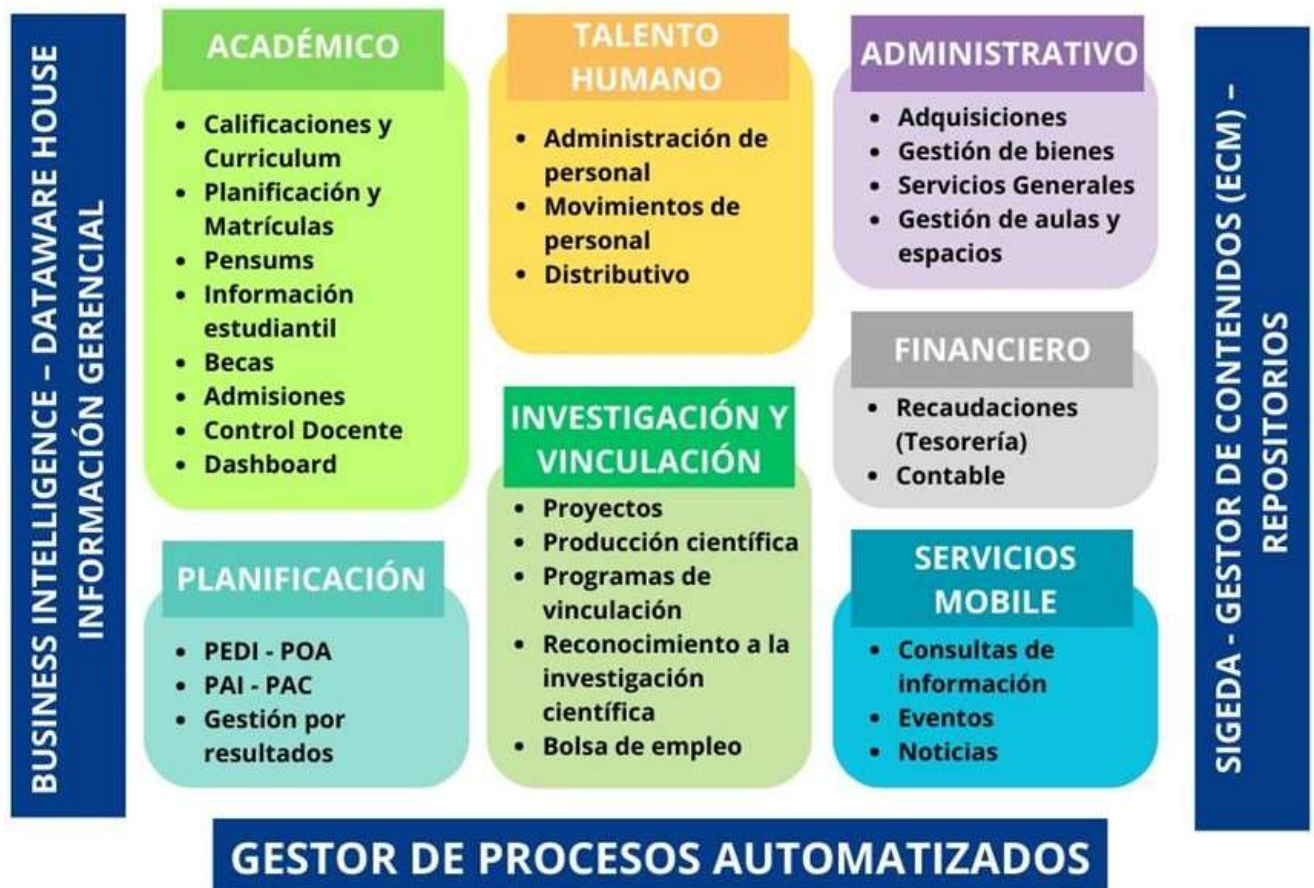 BUSINESS INTELLIGENCE – DATAWARE HOUSE
INFORMACIÓN GERENCIAL
ACADÉMICO
• Calificaciones y
Curriculum
• Planificación y
Matrículas
• Pensums
• Información
estudiantil
• Becas
• Admisiones
• Control Docente
• Dashboard
PLANIFICACIÓN
• PEDI - POA
• PAI - PAC
• Gestión por
resultados
TALENTO
HUMANO
• Administración de
personal
• Movimientos de
personal
• Distributivo
INVESTIGACIÓN Y
VINCULACIÓN
• Proyectos
• Producción científica
• Programas de
vinculación
• Reconocimiento a la
investigación
científica
• Bolsa de empleo
ADMINISTRATIVO
• Adquisiciones
• Gestión de bienes
• Servicios Generales
• Gestión de aulas y
espacios
FINANCIERO
• Recaudaciones
(Tesorería)
• Contable
SERVICIOS
MOBILE
• Consultas de
información
• Eventos
• Noticias
SIGEDA - GESTOR DE CONTENIDOS (ECM) –
REPOSITORIOS
GESTOR DE PROCESOS AUTOMATIZADOS